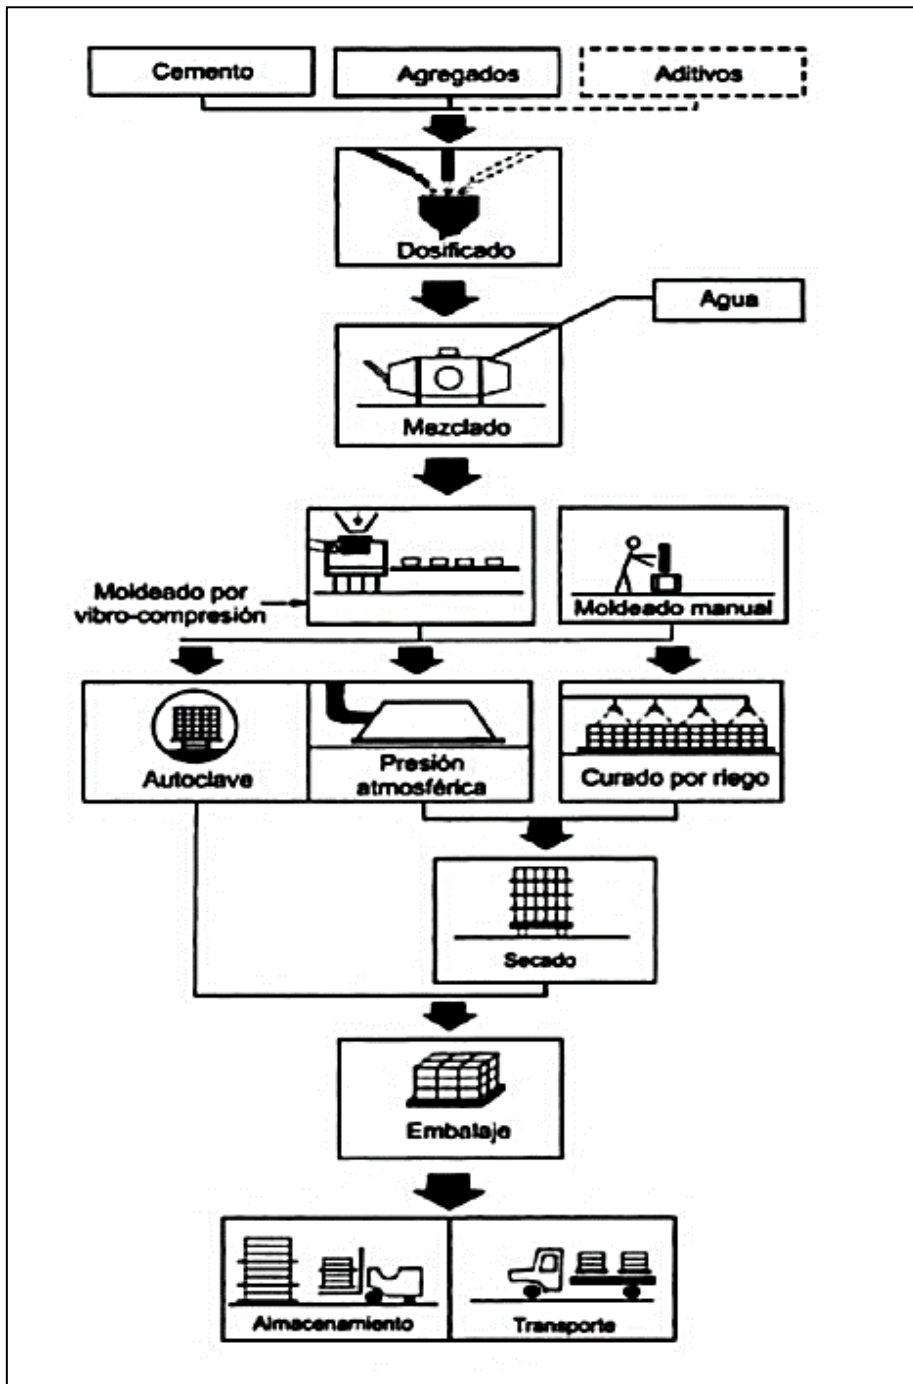 Cemento
Agregados
Aditivos
Dosificado
Agua
Mezclado
Moldeado por
vibro-compresión
Moldeado manual
Autoclave
Presión
atmosférica
Curado por riego
Secado
Embalaje
Almacenamiento
Transporte